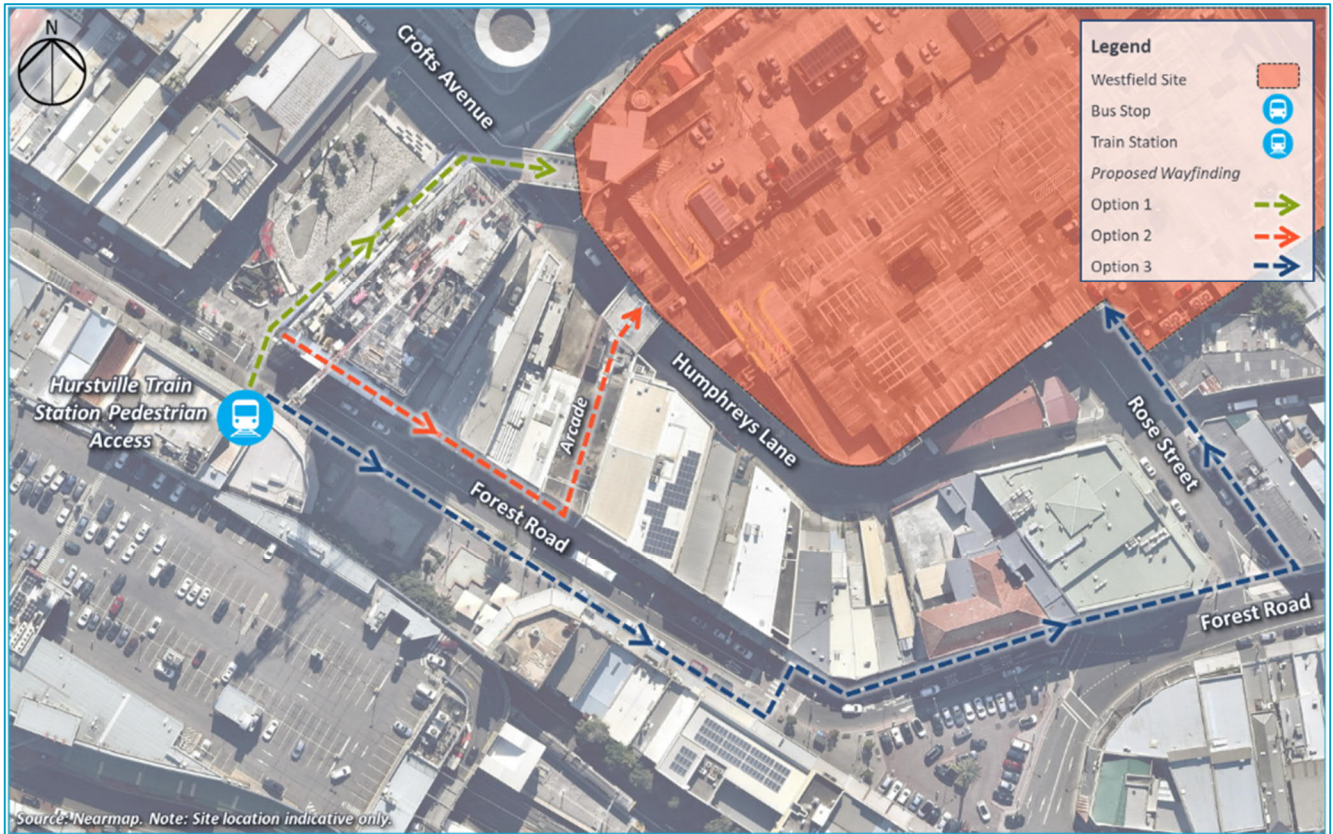 N
Crofts Avenue
Legend
Westfield Site
Bus Stop
Train Station
Proposed Wayfinding
Option 1
Option 2
Option 3
Hurstville Train
Station Pedestrian
Access
Arcade
Humphreys Lane
Rose Street
Forest Road
Forest Road
Source: Nearmap. Note: Site location indicative only.